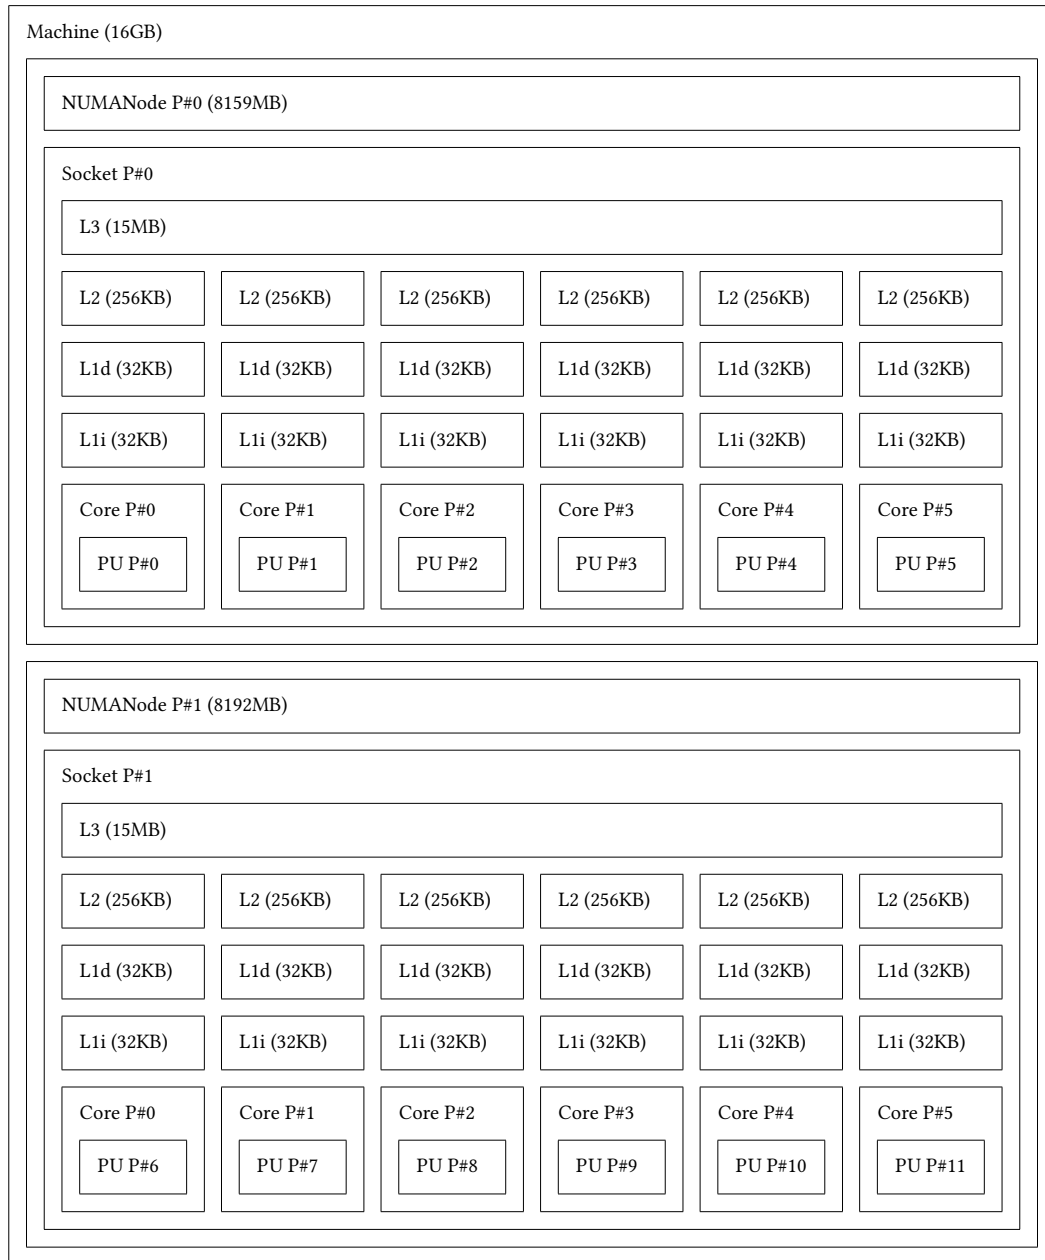 Machine (16GB)
NUMANode P#0 (8159MB)
Socket P#0
L3 (15MB)
L2 (256KB) L2 (256KB) L2 (256KB) L2 (256KB) L2 (256KB) L2 (256KB)
L1d (32KB) L1d (32KB) L1d (32KB) L1d (32KB) L1d (32KB) L1d (32KB)
L1i (32KB) L1i (32KB) L1i (32KB) L1i (32KB) L1i (32KB) L1i (32KB)
Core P#0 Core P#1 Core P#2 Core P#3 Core P#4 Core P#5
PU P#0 PU P#1 PU P#2 PU P#3 PU P#4 PU P#5
NUMANode P#1 (8192MB)
Socket P#1
L3 (15MB)
L2 (256KB) L2 (256KB) L2 (256KB) L2 (256KB) L2 (256KB) L2 (256KB)
L1d (32KB) L1d (32KB) L1d (32KB) L1d (32KB) L1d (32KB) L1d (32KB)
L1i (32KB) L1i (32KB) L1i (32KB) L1i (32KB) L1i (32KB) L1i (32KB)
Core P#0 Core P#1 Core P#2 Core P#3 Core P#4 Core P#5
PU P#6 PU P#7 PU P#8 PU P#9 PU P#10 PU P#11